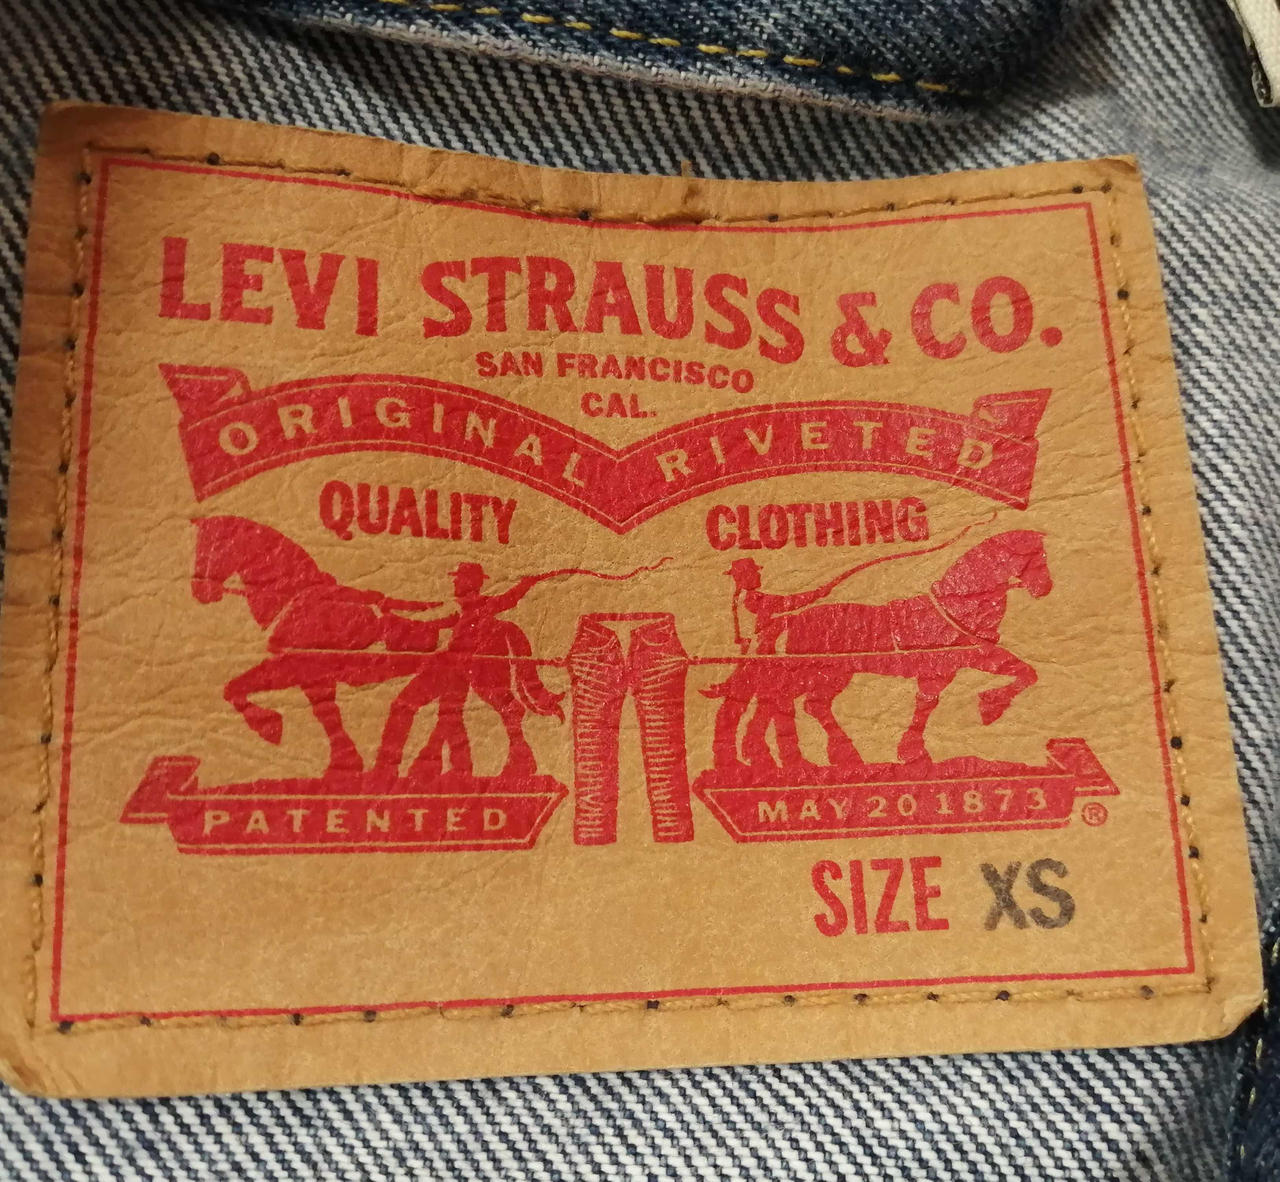 LEVI STRAUSS & CO.
SAN FRANCISCO
CAL.
ORIGINAL RIVETED
QUALITY CLOTHING
PATENTED MAY 20 1873 ®
SIZE XS